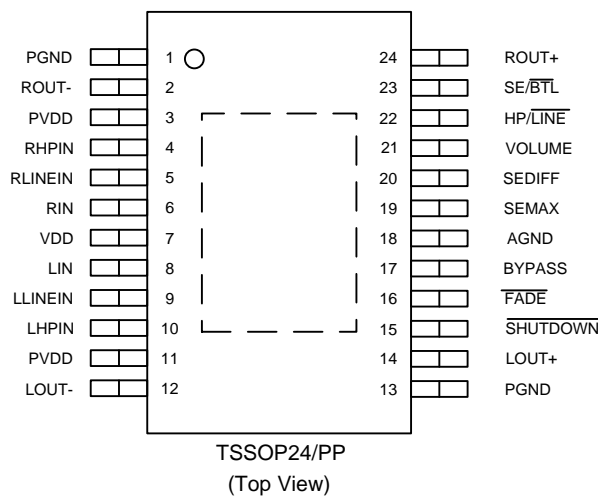 PGND 1 24 ROUT+
ROUT- 2 23 SE/BTL
PVDD 3 22 HP/LINE
RHPIN 4 21 VOLUME
RLINEIN 5 20 SEDIFF
RIN 6 19 SEMAX
VDD 7 18 AGND
LIN 8 17 BYPASS
LLINEIN 9 16 FADE
LHPIN 10 15 SHUTDOWN
PVDD 11 14 LOUT+
LOUT- 12 13 PGND
TSSOP24/PP
(Top View)